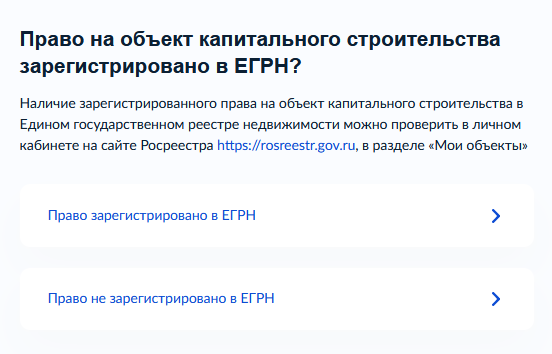 Право на объект капитального строительства
зарегистрировано в ЕГРН?
Наличие зарегистрированного права на объект капитального строительства в
Едином государственном реестре недвижимости можно проверить в личном
кабинете на сайте Росреестра https://rosreestr.gov.ru, в разделе «Мои объекты»
Право зарегистрировано в ЕГРН
Право не зарегистрировано в ЕГРН